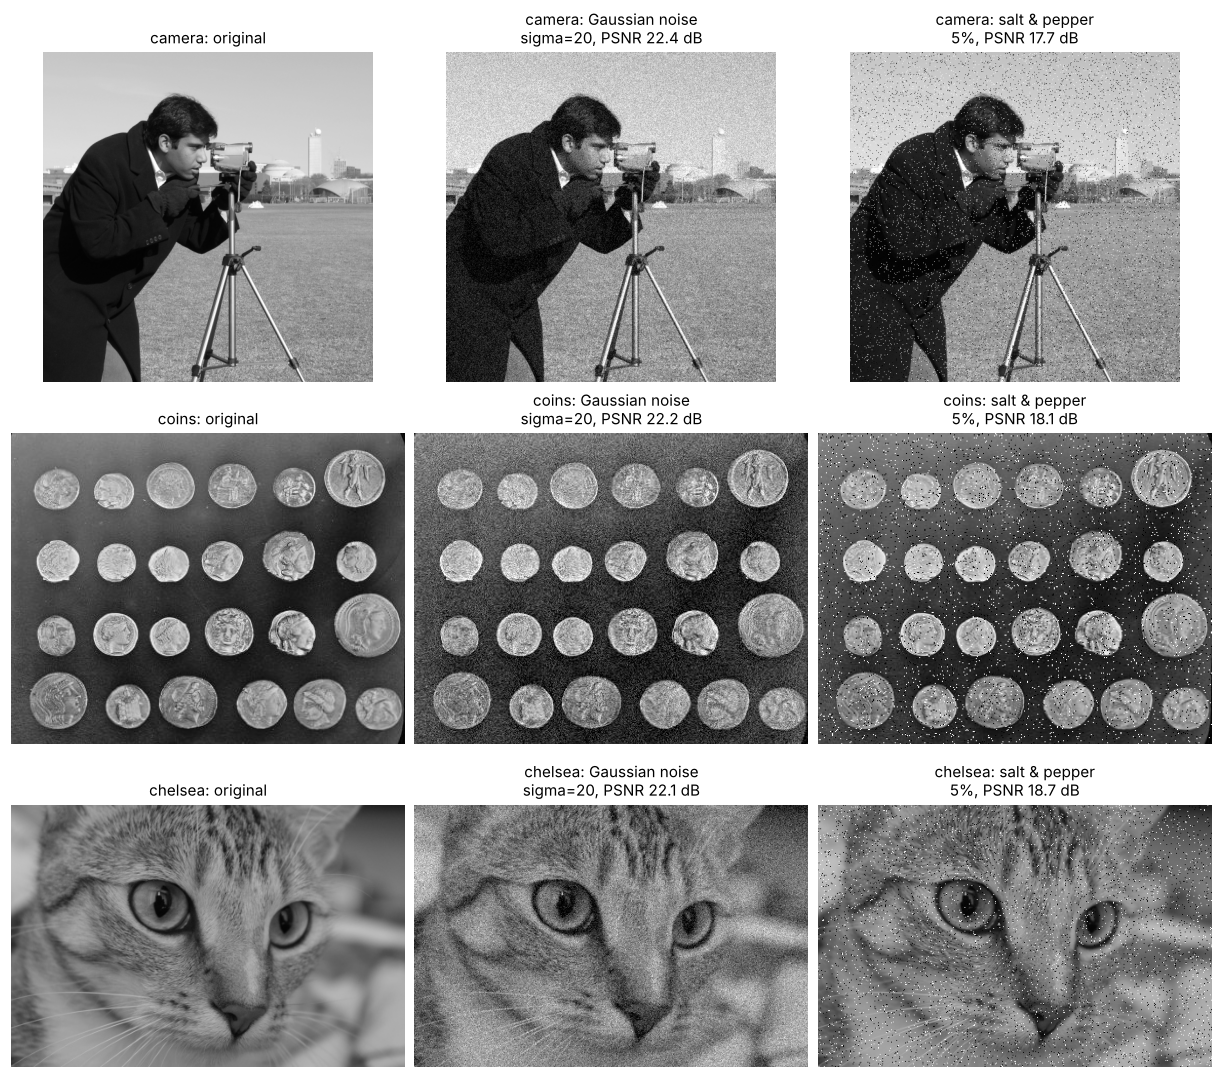 camera: original
camera: Gaussian noise
sigma=20, PSNR 22.4 dB
camera: salt & pepper
5%, PSNR 17.7 dB
coins: original
coins: Gaussian noise
sigma=20, PSNR 22.2 dB
coins: salt & pepper
5%, PSNR 18.1 dB
chelsea: original
chelsea: Gaussian noise
sigma=20, PSNR 22.1 dB
chelsea: salt & pepper
5%, PSNR 18.7 dB